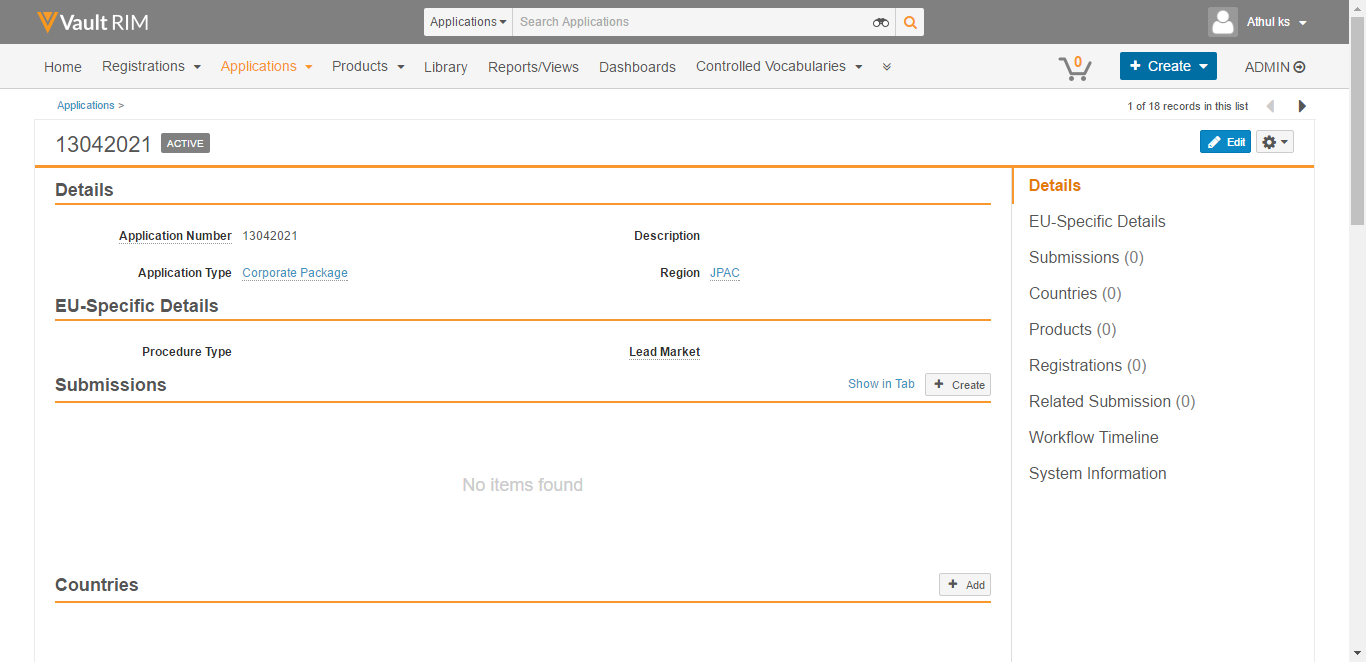 Vault RIM Applications Search Applications Athul ks
Home Registrations Applications Products Library Reports/Views Dashboards Controlled Vocabularies 0 + Create ADMIN
Applications > 1 of 18 records in this list
13042021 ACTIVE Edit
Details
Application Number 13042021 Description
Application Type Corporate Package Region JPAC
EU-Specific Details
Procedure Type Lead Market
Submissions Show in Tab + Create
No items found
Countries + Add
Details
EU-Specific Details
Submissions (0)
Countries (0)
Products (0)
Registrations (0)
Related Submission (0)
Workflow Timeline
System Information